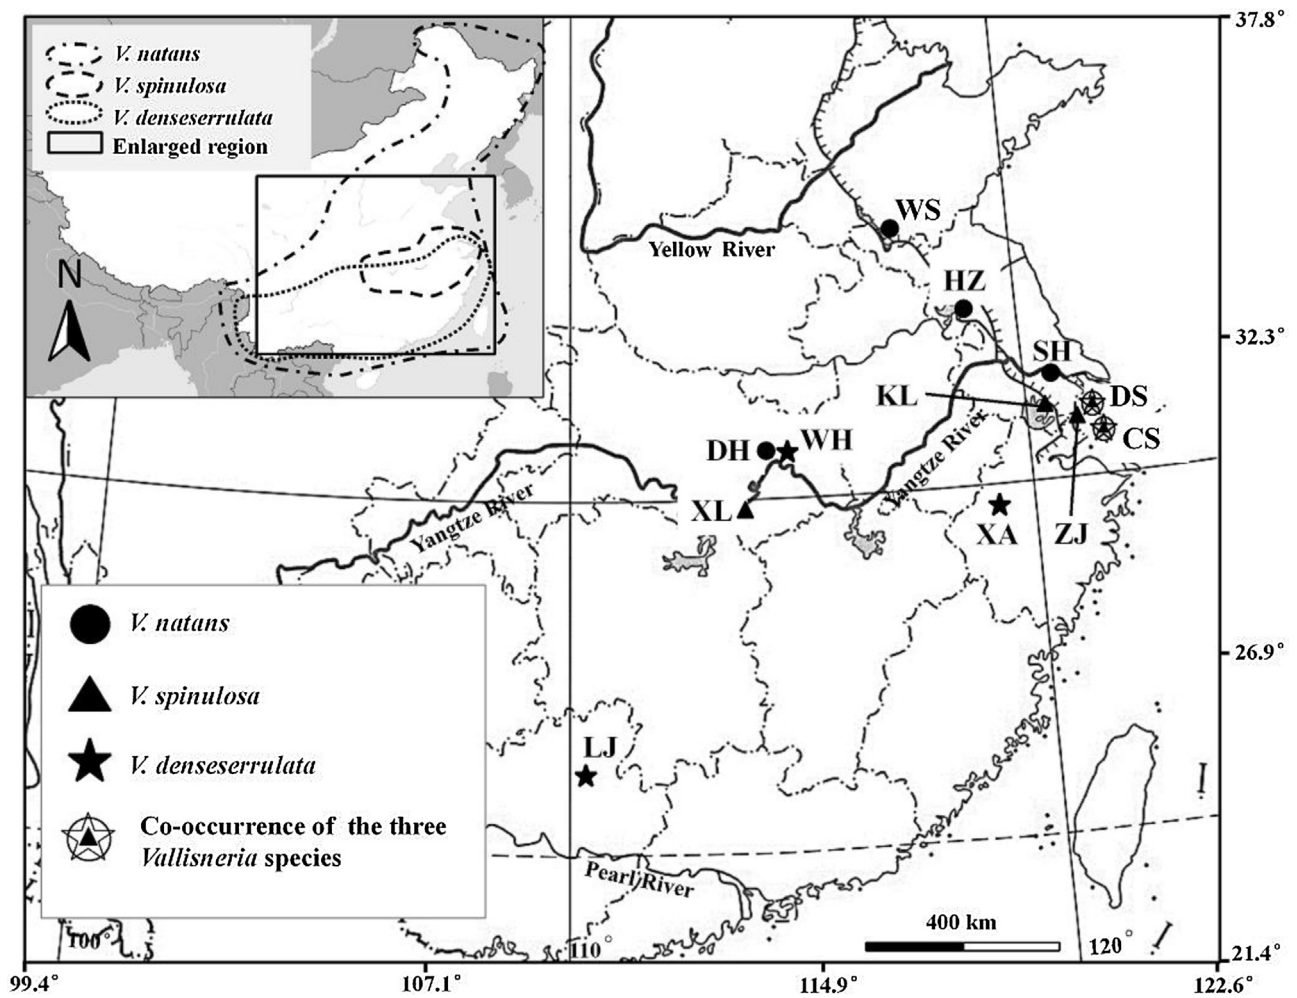 37.8°
V. natans
V. spinulosa
V. denseserrulata
Enlarged region
N
WS
Yellow River
HZ
32.3°
SH
KL
DS
CS
DH
WH
Yangtze River
Yangtze River
XL
XA
ZJ
V. natans
26.9°
V. spinulosa
LJ
V. denseserrulata
Co-occurrence of the three
Vallisneria species
Pearl River
400 km
100°
110°
120°
21.4°
99.4°
107.1°
114.9°
122.6°